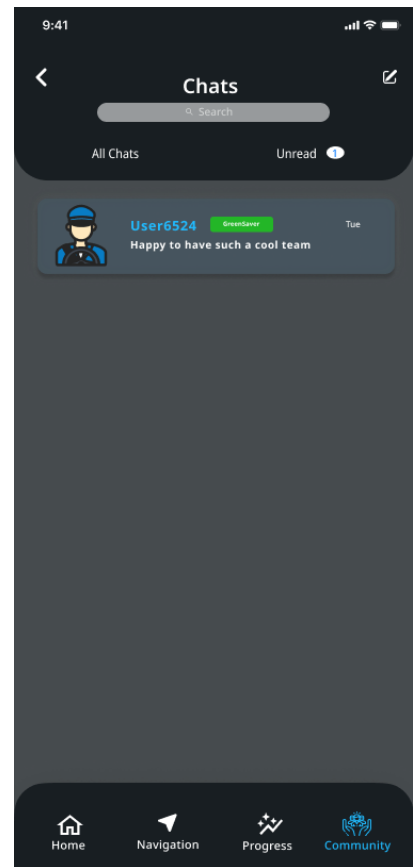 9:41
Chats
Search
All Chats
Unread 1
User6524 GreenSaver Tue
Happy to have such a cool team
Home Navigation Progress Community